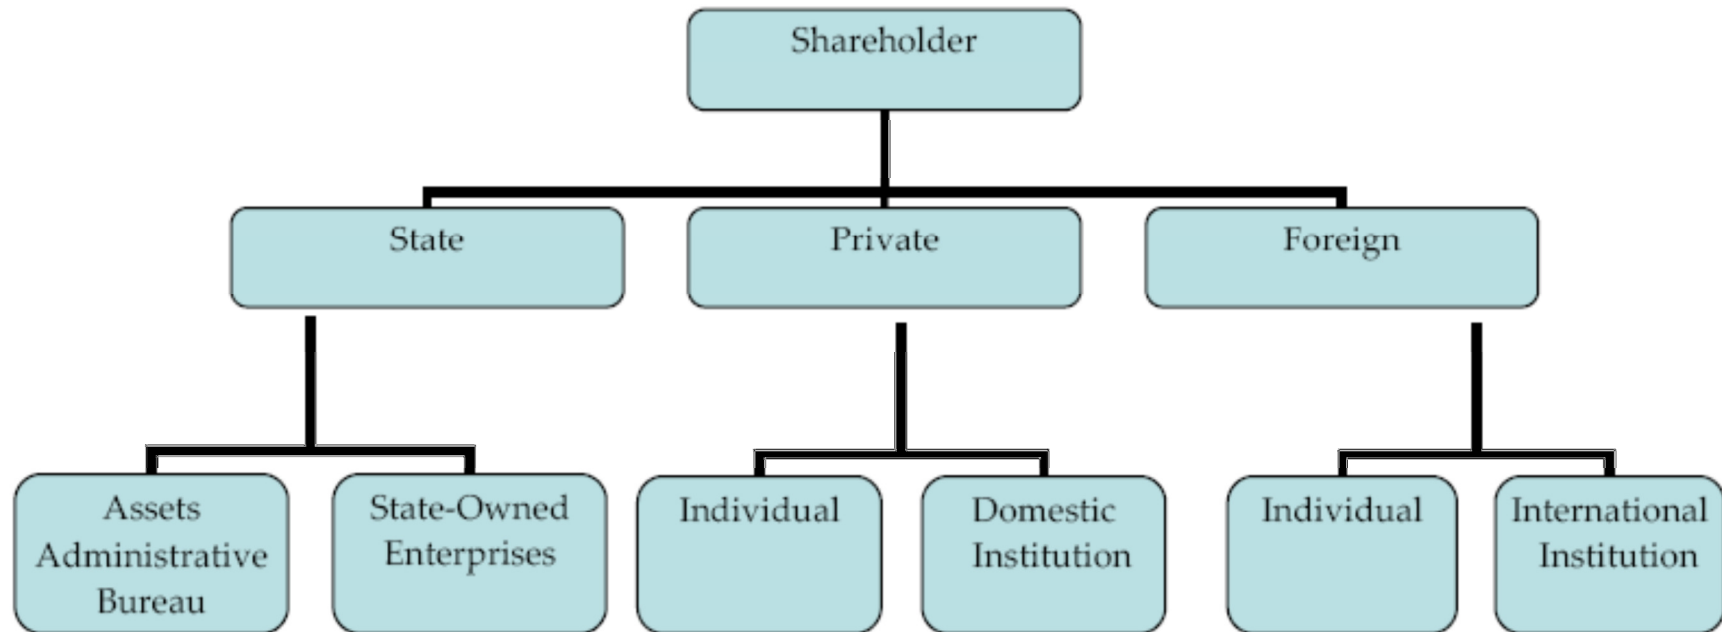 Shareholder
State
Private
Foreign
Assets
Administrative
Bureau
State-Owned
Enterprises
Individual
Domestic
Institution
Individual
International
Institution